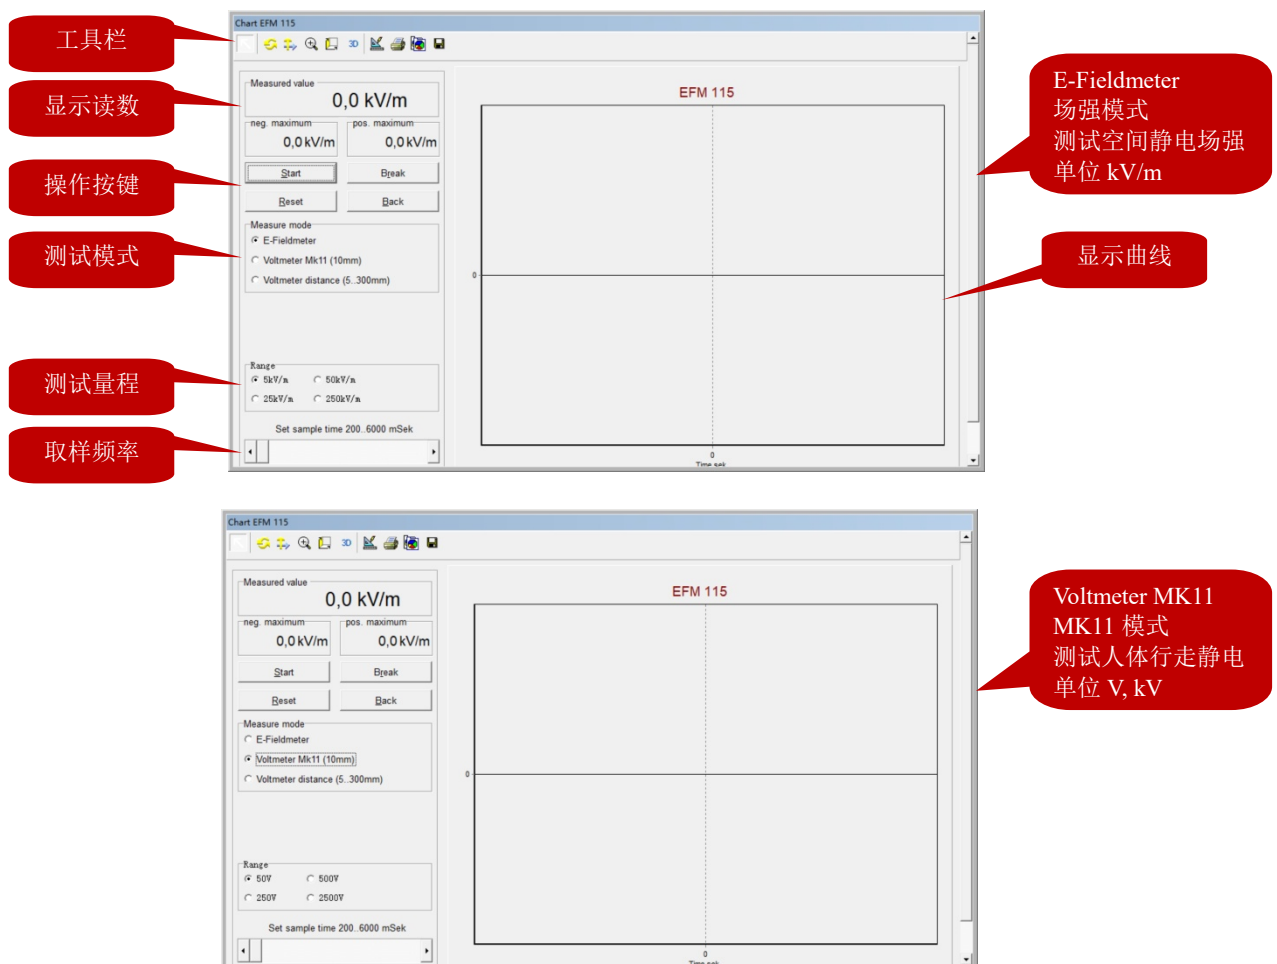 工具栏
显示读数
操作按键
测试模式
测试量程
取样频率
Chart EFM 115
3D
Measured value
0,0 kV/m
neg. maximum
pos. maximum
0,0 kV/m
0,0 kV/m
Start
Break
Reset
Back
Measure mode
E-Fieldmeter
Voltmeter Mk11 (10mm)
Voltmeter distance (5..300mm)
Range
5kV/m
50kV/m
25kV/m
250kV/m
Set sample time 200..6000 mSek
EFM 115
0
0
Time sek
E-Fieldmeter
场强模式
测试空间静电场强
单位 kV/m
显示曲线
Chart EFM 115
3D
Measured value
0,0 kV/m
neg. maximum
pos. maximum
0,0 kV/m
0,0 kV/m
Start
Break
Reset
Back
Measure mode
E-Fieldmeter
Voltmeter Mk11 (10mm)
Voltmeter distance (5..300mm)
Range
50V
500V
250V
2500V
Set sample time 200..6000 mSek
EFM 115
0
0
Time sek
Voltmeter MK11
MK11 模式
测试人体行走静电
单位 V, kV